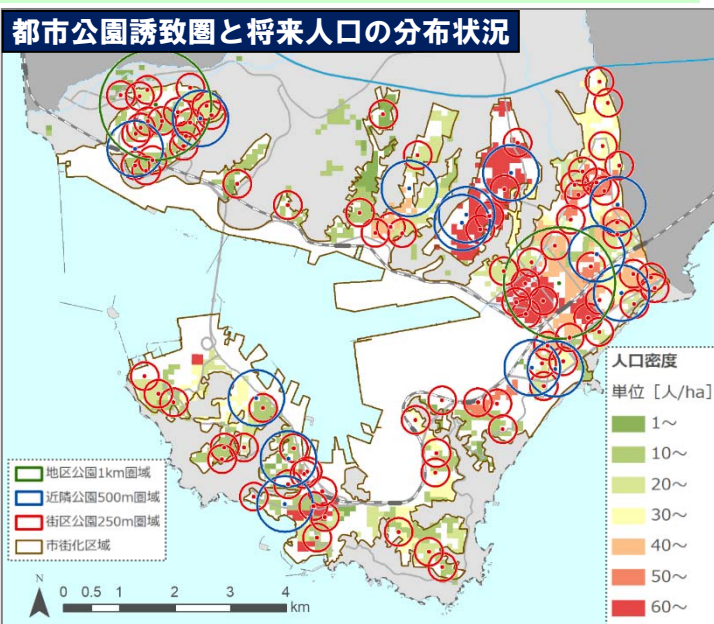 都市公園誘致圏と将来人口の分布状況
人口密度
単位 [人/ha]
1～
10～
20～
30～
40～
50～
60～
地区公園1km圏域
近隣公園500m圏域
街区公園250m圏域
市街化区域
N
0 0.5 1 2 3 4
km